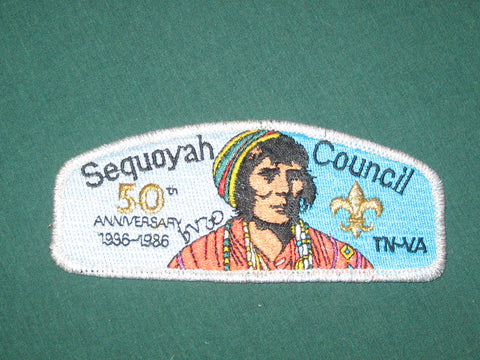 Sequoyah Council
50th
ANNIVERSARY
1936-1986
TN-VA